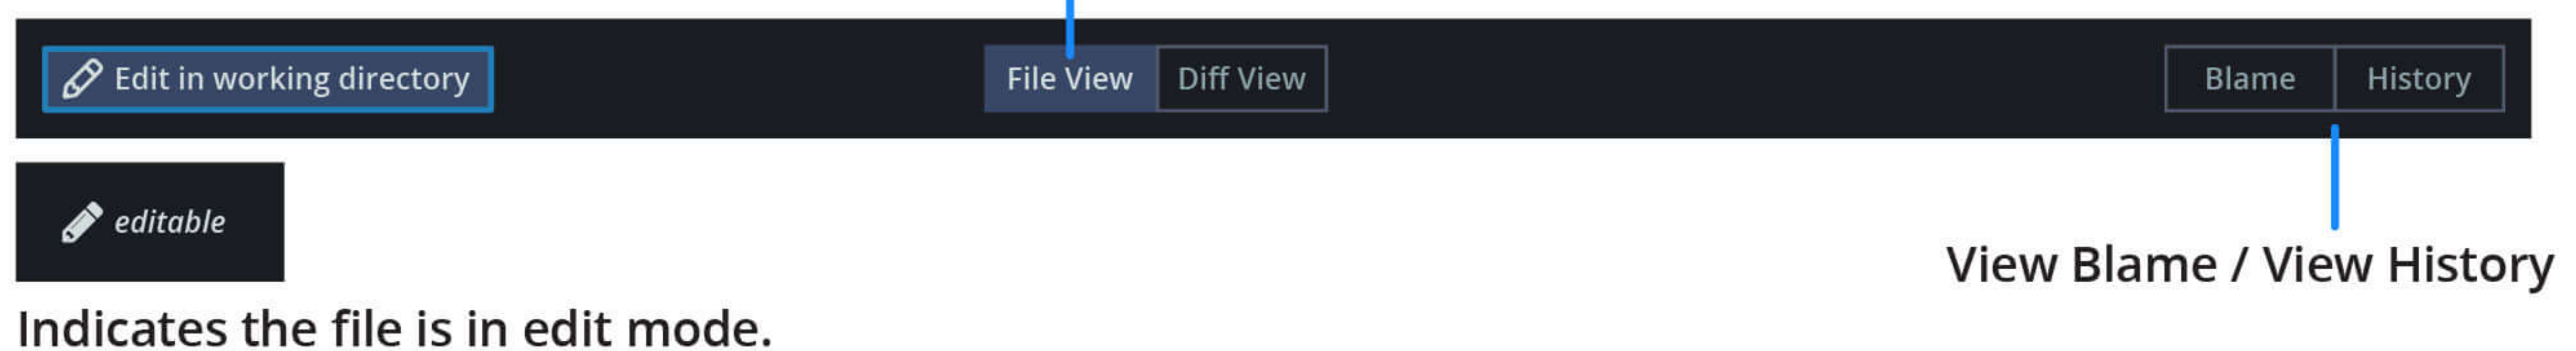 Edit in working directory
File View
Diff View
Blame
History
editable
View Blame / View History
Indicates the file is in edit mode.